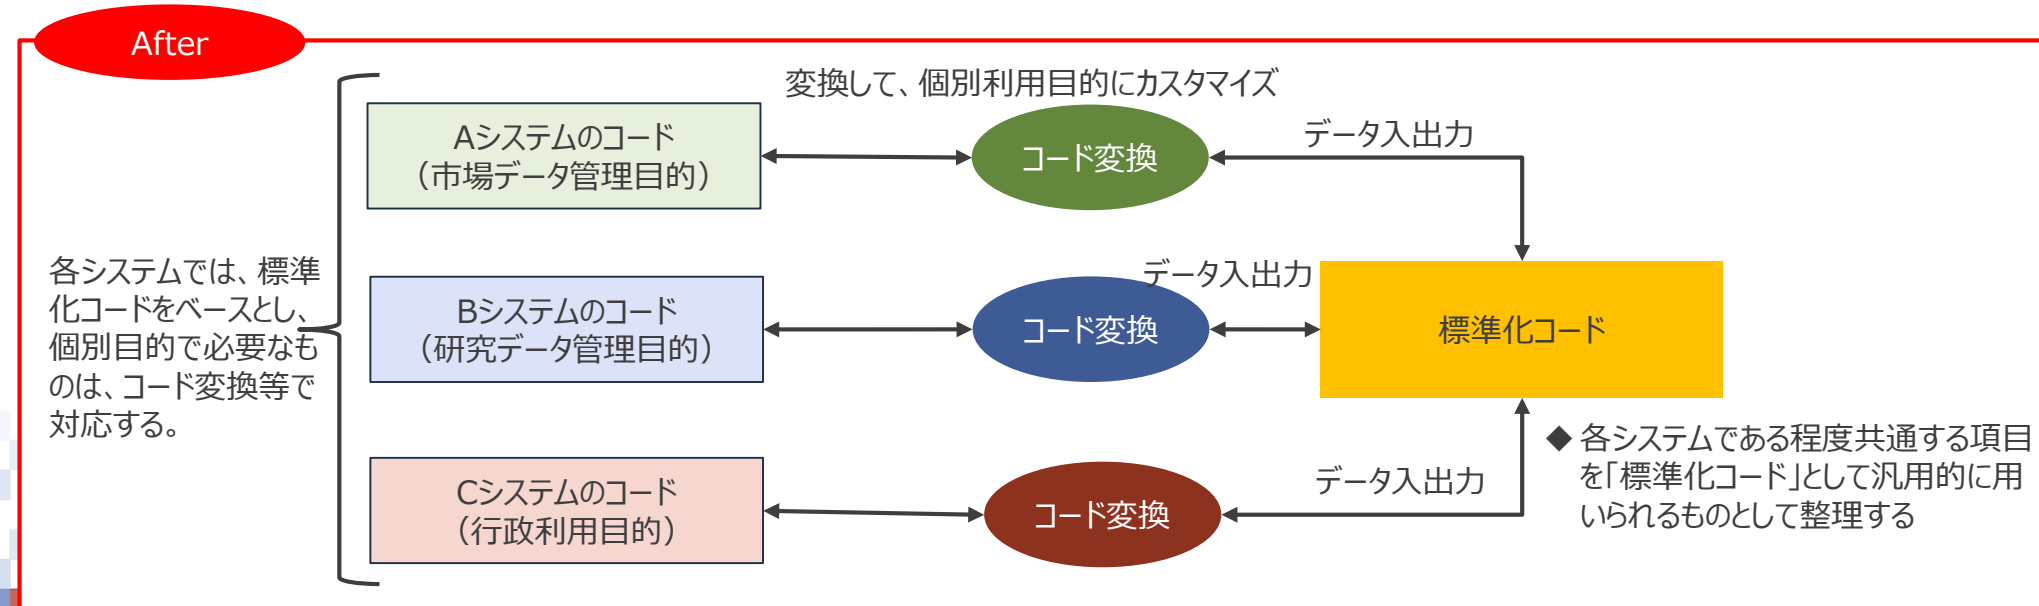 After
変換して、個別利用目的にカスタマイズ
Aシステムのコード
（市場データ管理目的）
コード変換
データ入出力
各システムでは、標準
化コードをベースとし、
個別目的で必要なも
のは、コード変換等で
対応する。
Bシステムのコード
（研究データ管理目的）
コード変換
データ入出力
標準化コード
Cシステムのコード
（行政利用目的）
コード変換
データ入出力
◆ 各システムである程度共通する項目
を「標準化コード」として汎用的に用
いられるものとして整理する